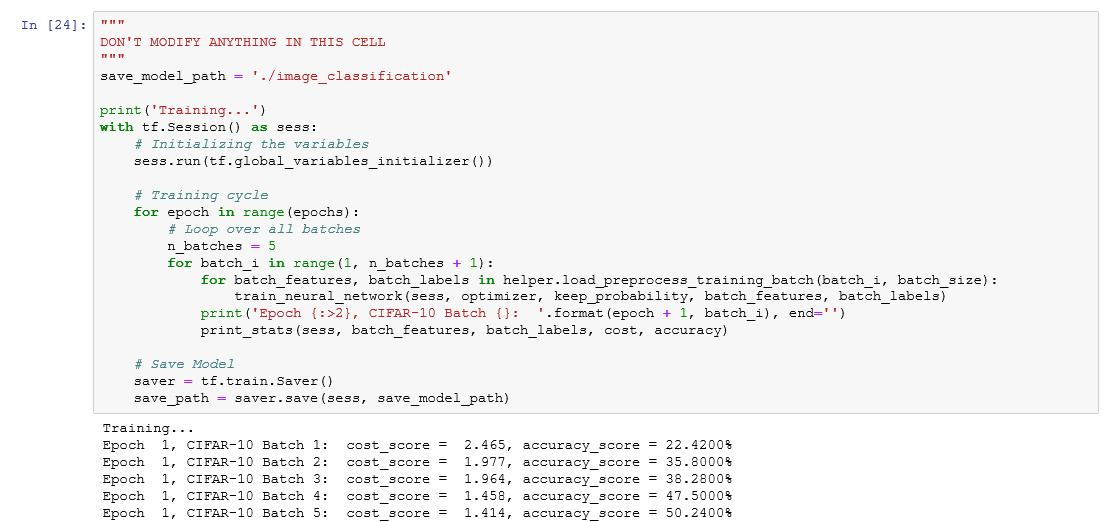 In [24]: """
DON'T MODIFY ANYTHING IN THIS CELL
"""
save_model_path = './image_classification'

print('Training...')
with tf.Session() as sess:
    # Initializing the variables
    sess.run(tf.global_variables_initializer())

    # Training cycle
    for epoch in range(epochs):
        # Loop over all batches
        n_batches = 5
        for batch_i in range(1, n_batches + 1):
            for batch_features, batch_labels in helper.load_preprocess_training_batch(batch_i, batch_size):
                train_neural_network(sess, optimizer, keep_probability, batch_features, batch_labels)
            print('Epoch {:>2}, CIFAR-10 Batch {}:  '.format(epoch + 1, batch_i), end='')
            print_stats(sess, batch_features, batch_labels, cost, accuracy)

    # Save Model
    saver = tf.train.Saver()
    save_path = saver.save(sess, save_model_path)
Training...
Epoch  1, CIFAR-10 Batch 1:  cost_score =  2.465, accuracy_score = 22.4200%
Epoch  1, CIFAR-10 Batch 2:  cost_score =  1.977, accuracy_score = 35.8000%
Epoch  1, CIFAR-10 Batch 3:  cost_score =  1.964, accuracy_score = 38.2800%
Epoch  1, CIFAR-10 Batch 4:  cost_score =  1.458, accuracy_score = 47.5000%
Epoch  1, CIFAR-10 Batch 5:  cost_score =  1.414, accuracy_score = 50.2400%